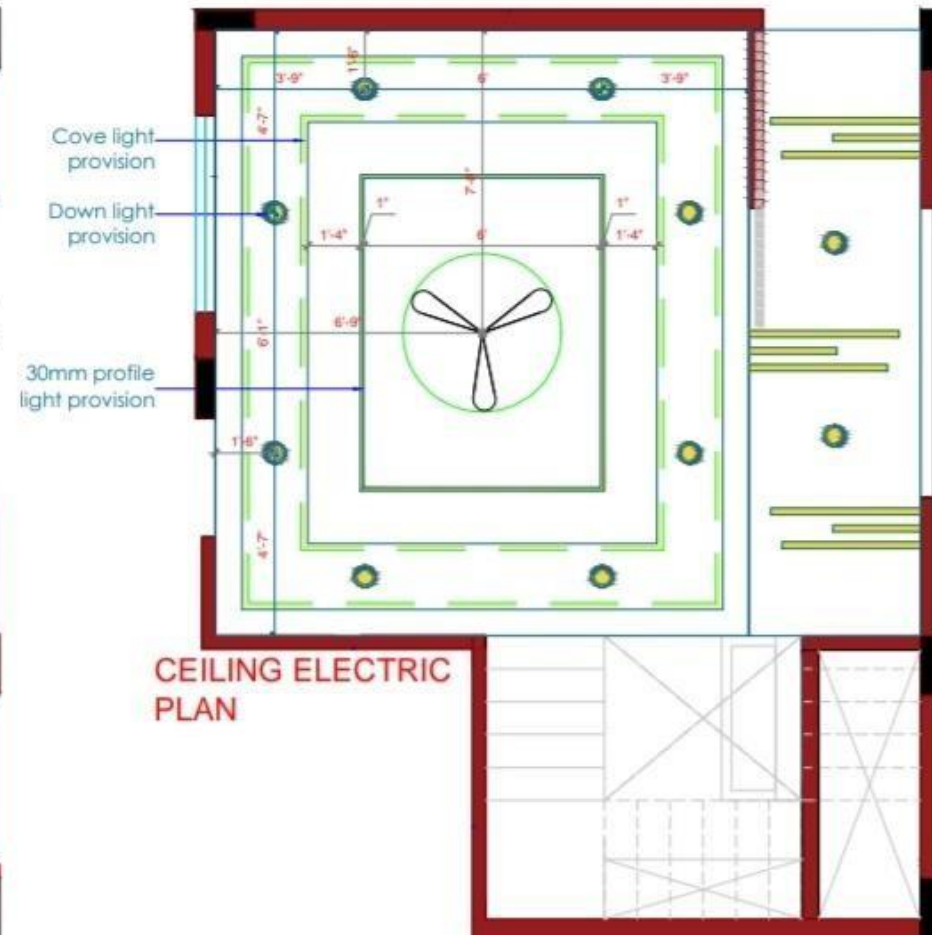 1'-6"
3'-9"
6'
3'-9"
4'-7"
Cove light
provision
7'-8"
Down light
provision
1"
1"
1'-4"
6'
1'-4"
6'-9"
6'-1"
30mm profile
light provision
1'-6"
4'-7"
CEILING ELECTRIC
PLAN